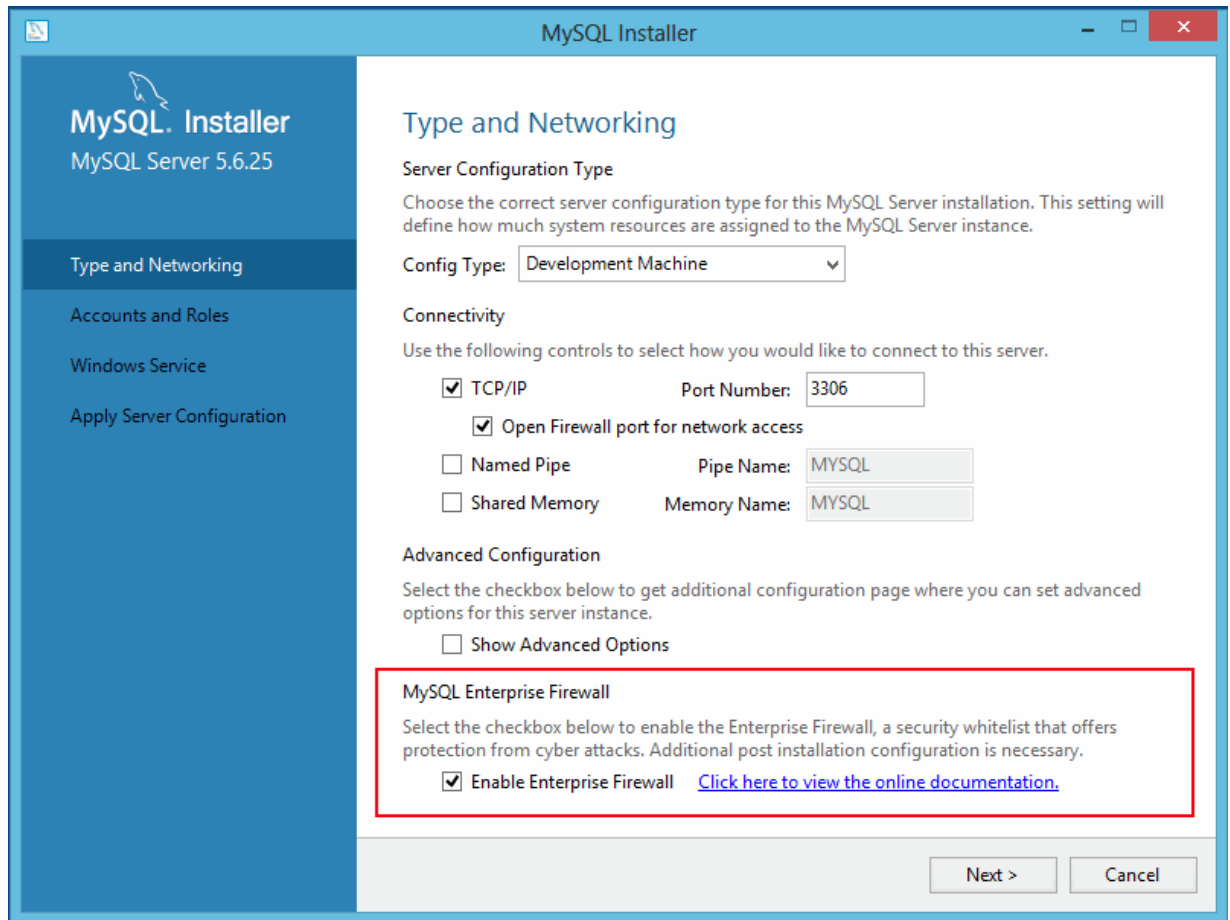 MySQL Installer
MySQL. Installer
MySQL Server 5.6.25
Type and Networking
Accounts and Roles
Windows Service
Apply Server Configuration
Type and Networking
Server Configuration Type
Choose the correct server configuration type for this MySQL Server installation. This setting will
define how much system resources are assigned to the MySQL Server instance.
Config Type: Development Machine
Connectivity
Use the following controls to select how you would like to connect to this server.
TCP/IP Port Number: 3306
Open Firewall port for network access
Named Pipe Pipe Name: MYSQL
Shared Memory Memory Name: MYSQL
Advanced Configuration
Select the checkbox below to get additional configuration page where you can set advanced
options for this server instance.
Show Advanced Options
MySQL Enterprise Firewall
Select the checkbox below to enable the Enterprise Firewall, a security whitelist that offers
protection from cyber attacks. Additional post installation configuration is necessary.
Enable Enterprise Firewall Click here to view the online documentation.
Next > Cancel